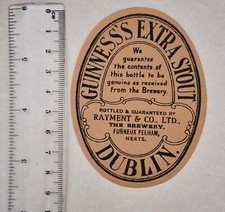 GUINNESS'S EXTRA STOUT
We
guarantee
the contents of
this bottle to be
genuine as received
from the Brewery.
BOTTLED & GUARANTEED BY
RAYMENT & CO., LTD.
THE BREWERY,
FURNEUX PELHAM,
HERTS.
DUBLIN.